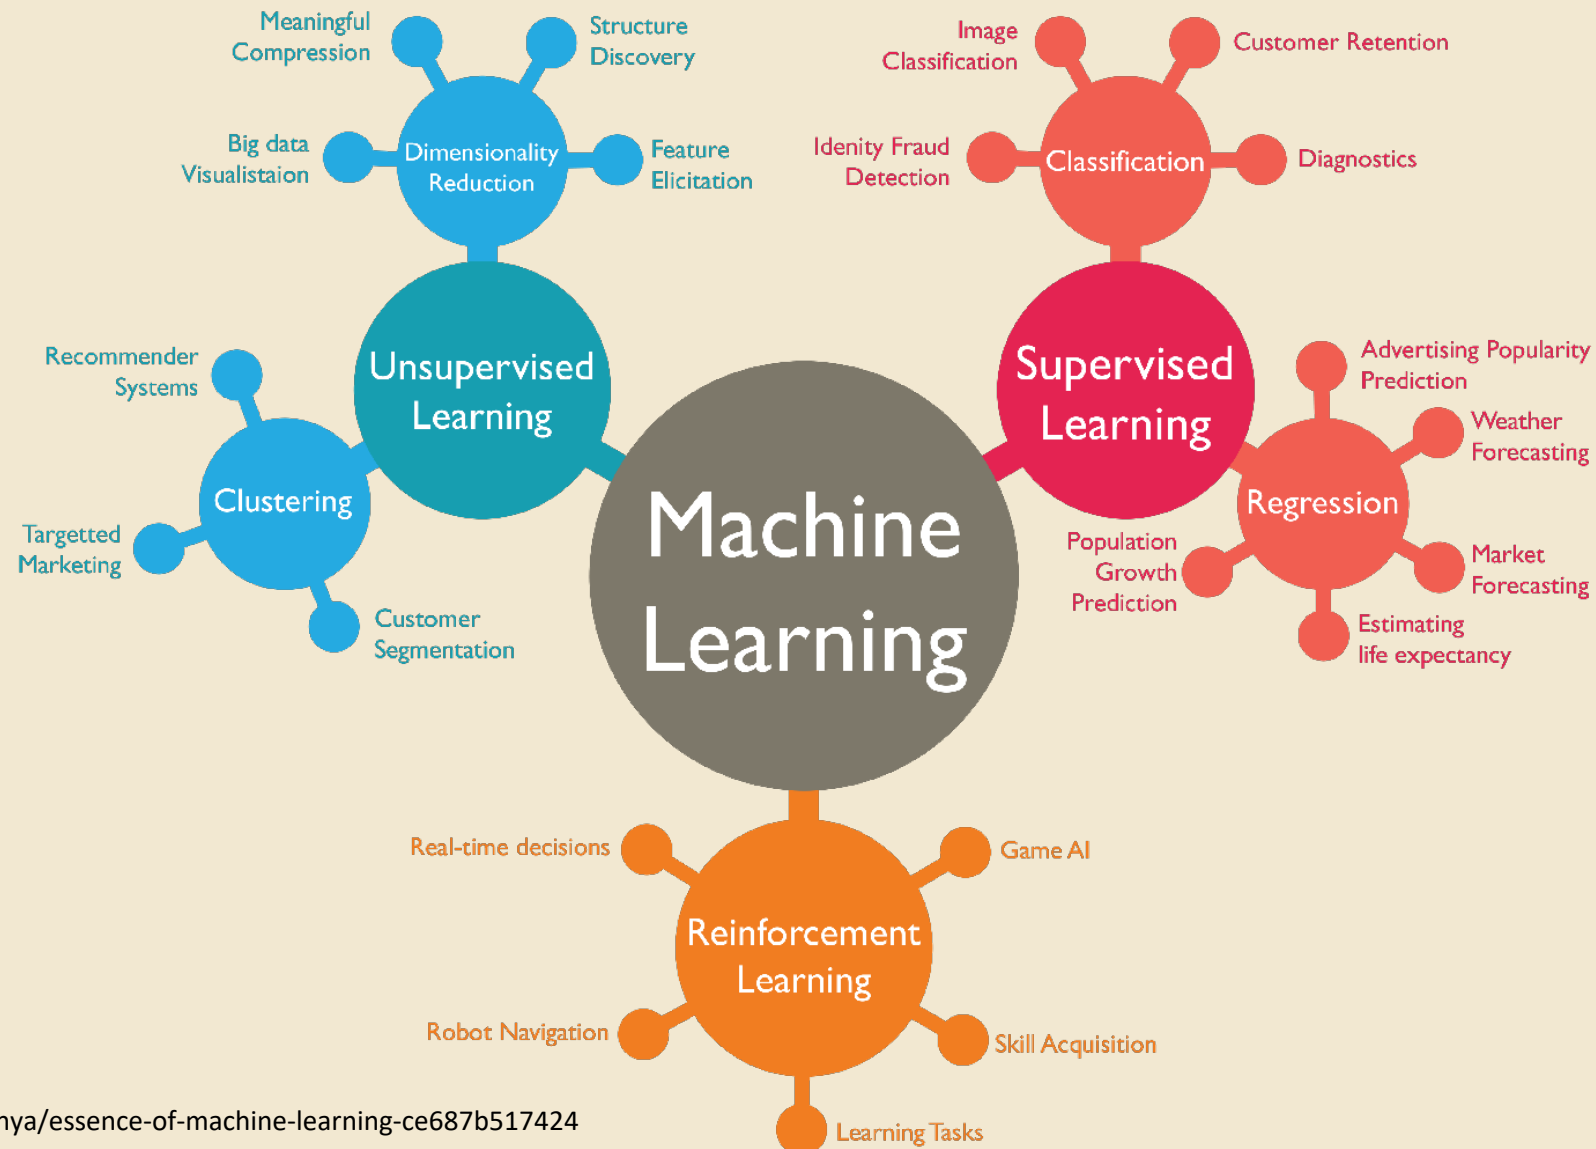 Meaningful
Compression
Structure
Discovery
Big data
Visualistaion
Dimensionality
Reduction
Feature
Elicitation
Image
Classification
Customer Retention
Idenity Fraud
Detection
Classification
Diagnostics
Recommender
Systems
Unsupervised
Learning
Clustering
Targetted
Marketing
Customer
Segmentation
Machine
Learning
Supervised
Learning
Advertising Popularity
Prediction
Weather
Forecasting
Regression
Population
Growth
Prediction
Market
Forecasting
Estimating
life expectancy
Real-time decisions
Game AI
Reinforcement
Learning
Robot Navigation
Skill Acquisition
Learning Tasks
nya/essence-of-machine-learning-ce687b517424